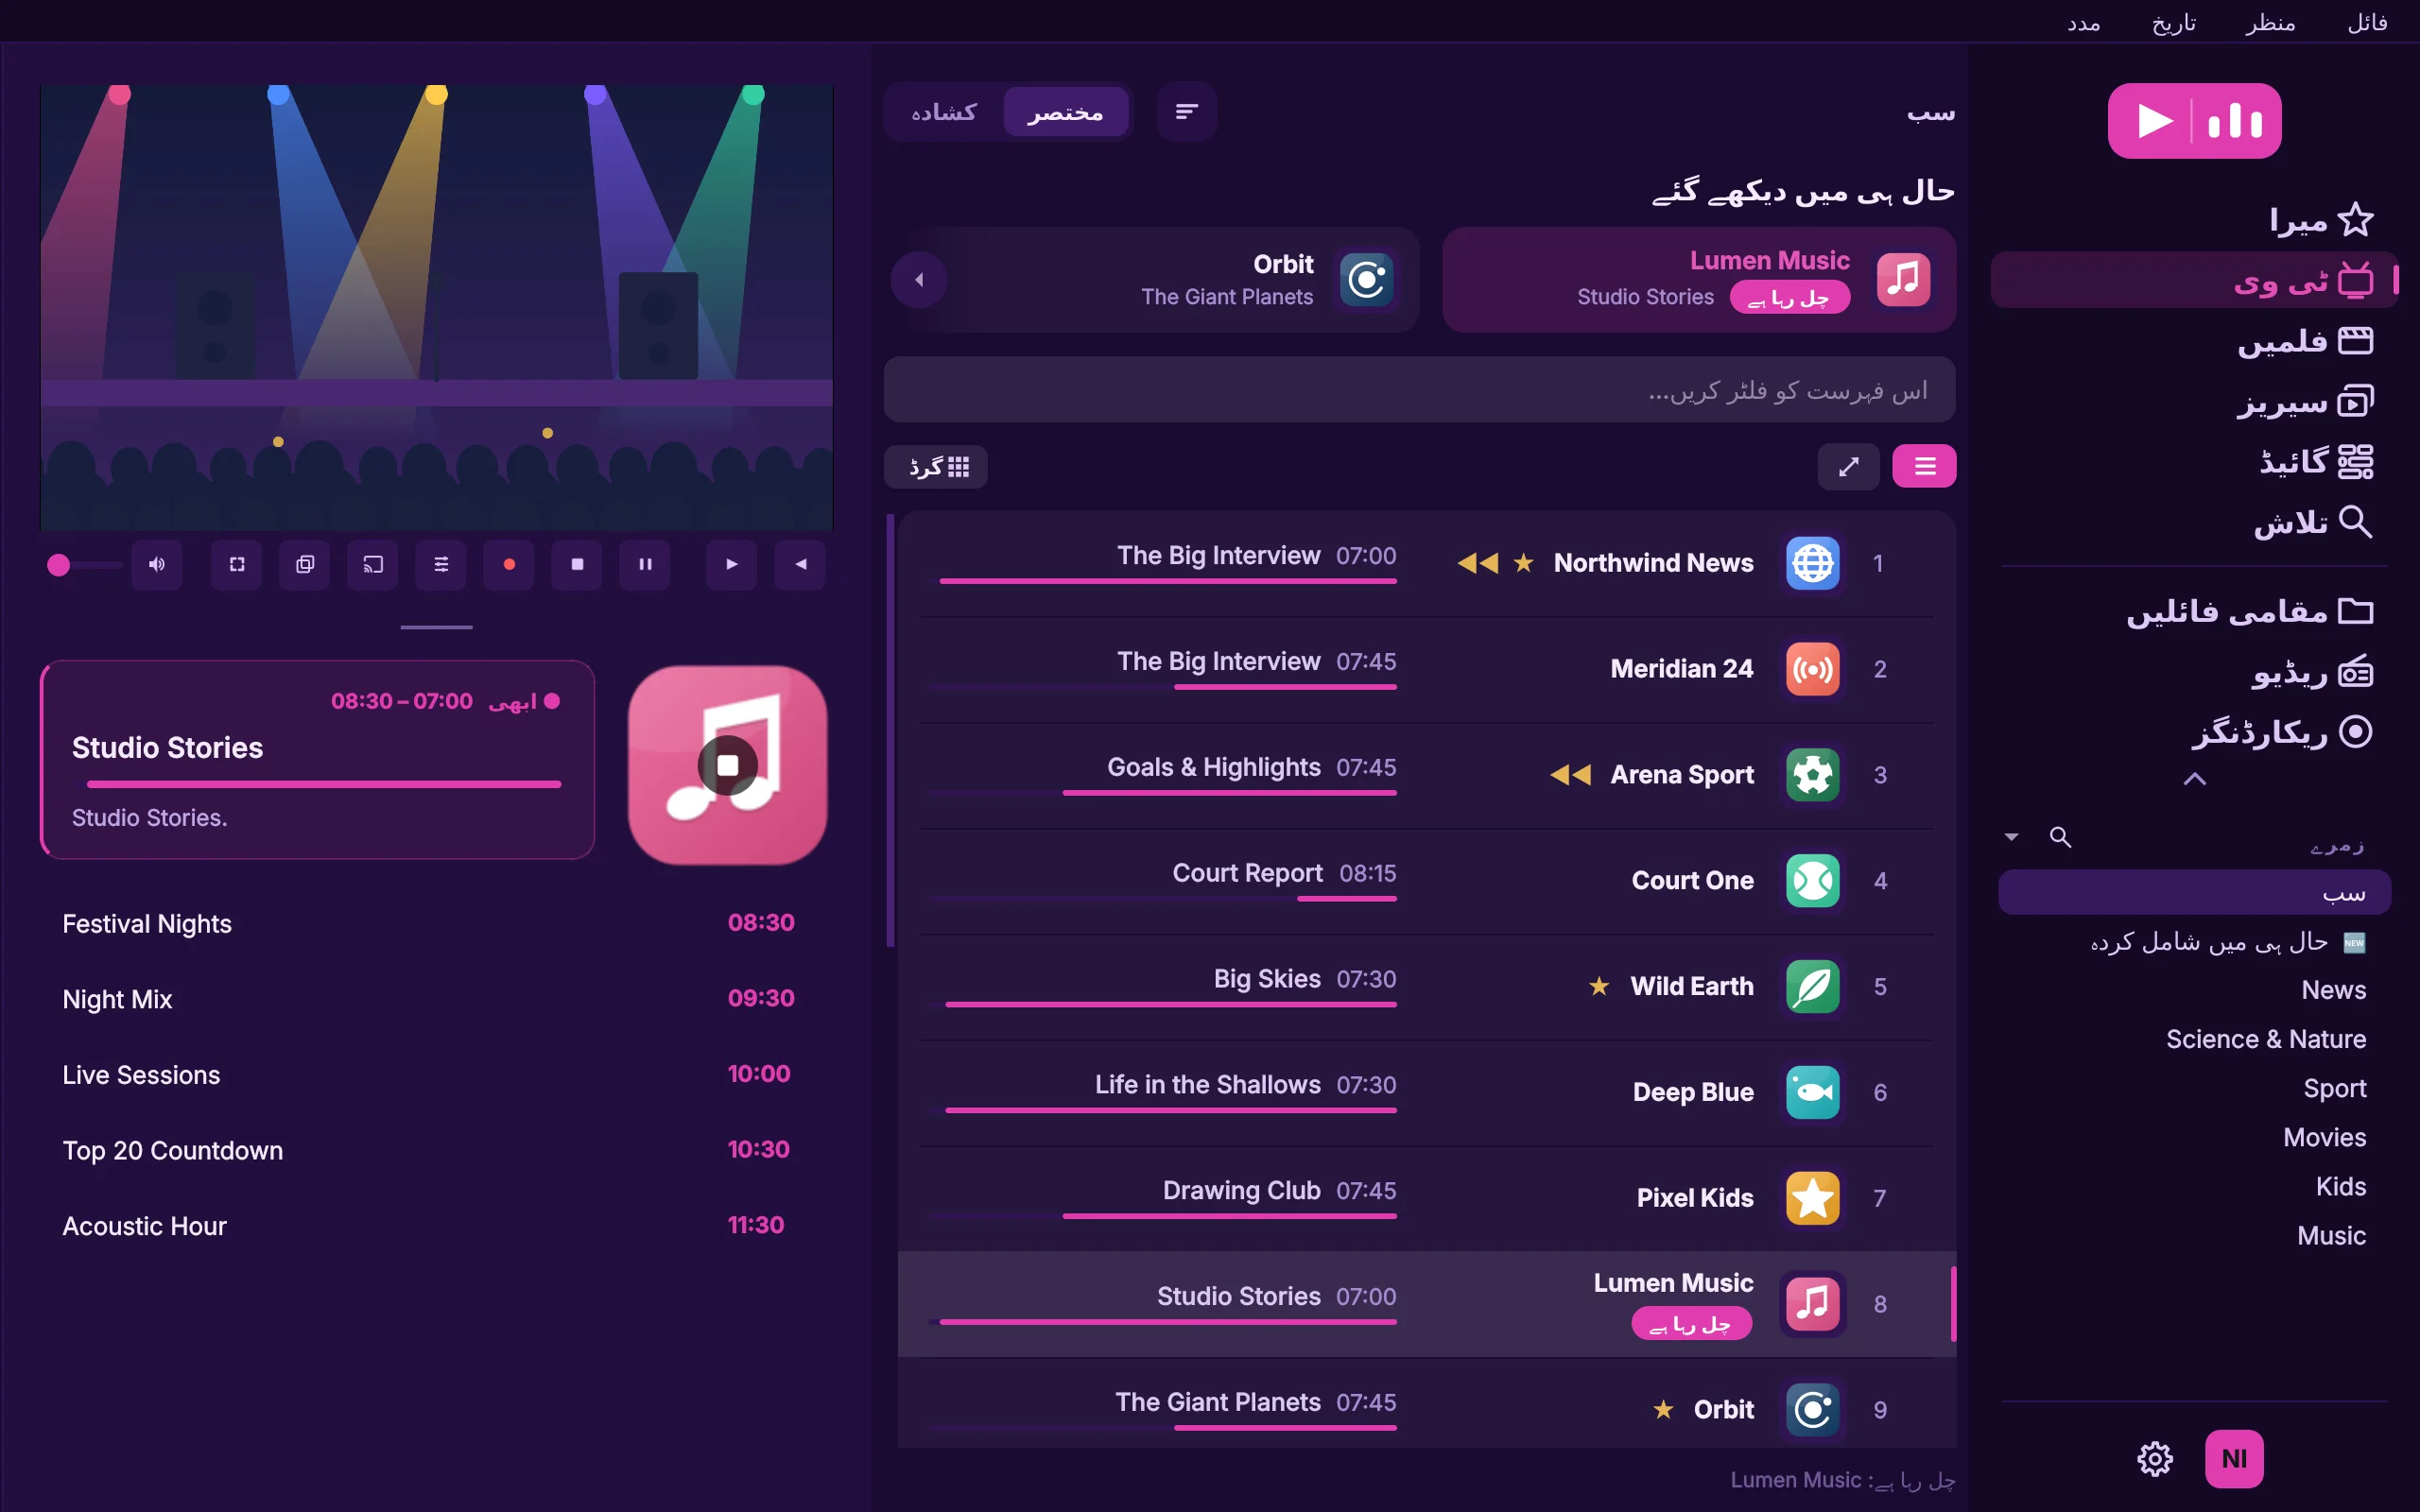 فائل
منظر
تاریخ
مدد
میرا
ٹی وی
فلمیں
سیریز
گائیڈ
تلاش
مقامی فائلیں
ریڈیو
ریکارڈنگز
زمرے
سب
🆕 حال ہی میں شامل کردہ
News
Science & Nature
Sport
Movies
Kids
Music
NI
سب
مختصر
کشادہ
حال ہی میں دیکھے گئے
Lumen Music
چل رہا ہے Studio Stories
Orbit
The Giant Planets
اس فہرست کو فلٹر کریں...
گرڈ
1 Northwind News 07:00 The Big Interview
2 Meridian 24 07:45 The Big Interview
3 Arena Sport 07:45 Goals & Highlights
4 Court One 08:15 Court Report
5 Wild Earth 07:30 Big Skies
6 Deep Blue 07:30 Life in the Shallows
7 Pixel Kids 07:45 Drawing Club
8 Lumen Music 07:00 Studio Stories
چل رہا ہے
9 Orbit 07:45 The Giant Planets
چل رہا ہے: Lumen Music
ابھی 07:00 – 08:30
Studio Stories
Studio Stories.
08:30 Festival Nights
09:30 Night Mix
10:00 Live Sessions
10:30 Top 20 Countdown
11:30 Acoustic Hour